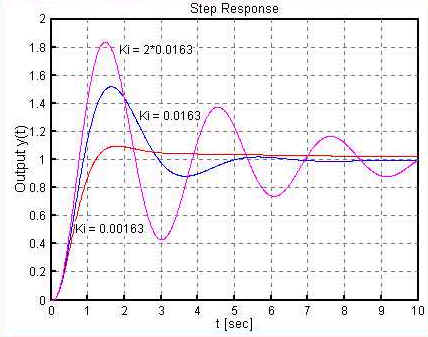 Step Response
Output y(t)
2
1.8
1.6
1.4
1.2
1
0.8
0.6
0.4
0.2
0
Ki = 2*0.0163
Ki = 0.0163
Ki = 0.00163
0 1 2 3 4 5 6 7 8 9 10
t [sec]